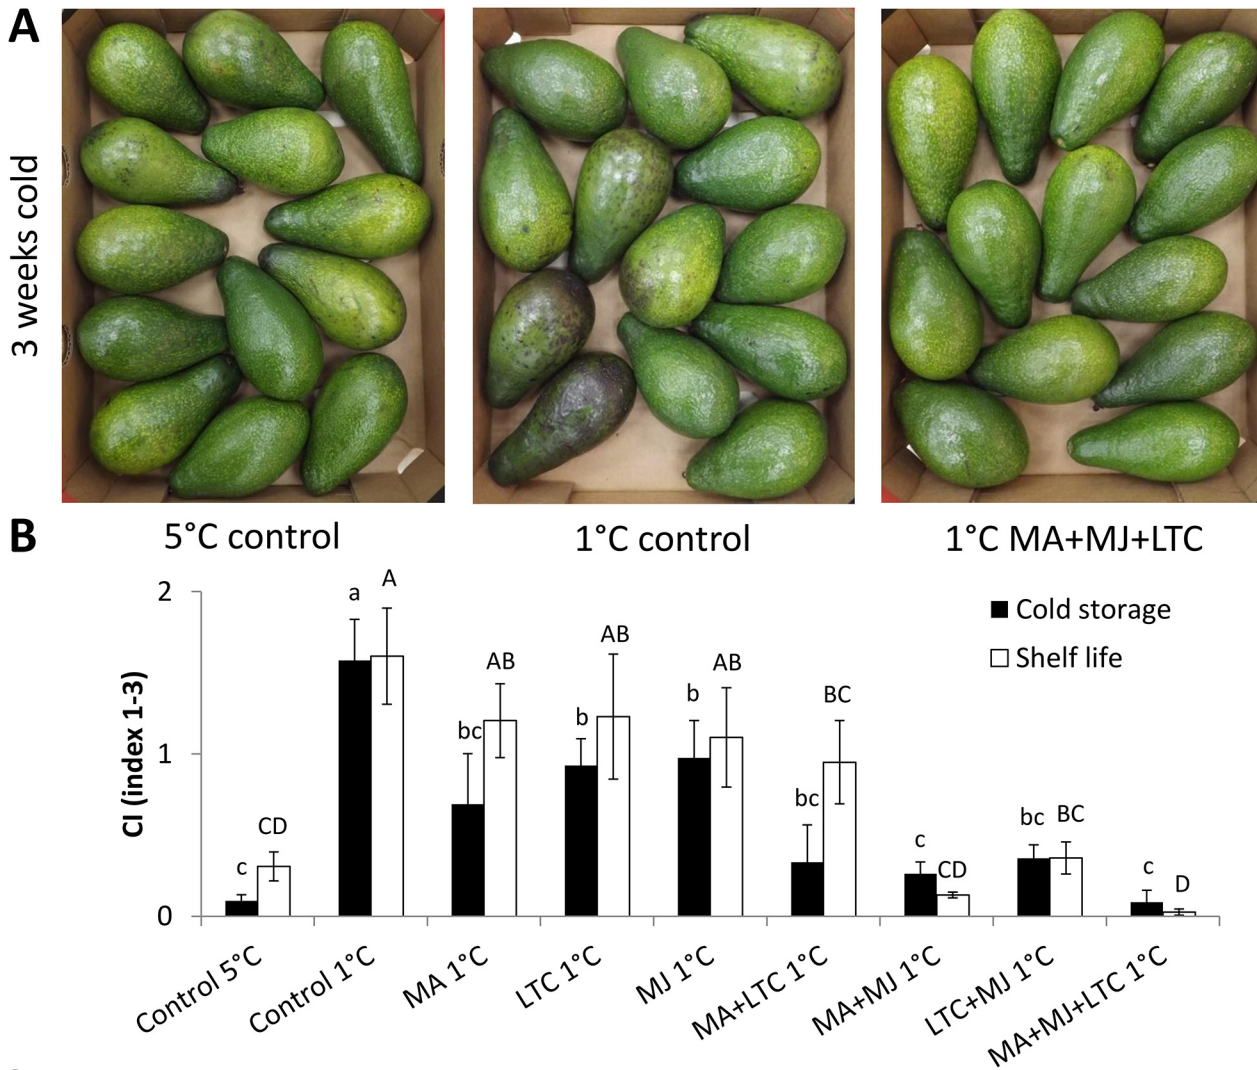 A
3 weeks cold
5°C control
1°C control
1°C MA+MJ+LTC
B
Cold storage
Shelf life
CI (index 1-3)
2
1
0
c
CD
a
A
bc
AB
b
AB
b
AB
bc
BC
c
CD
bc
BC
c
D
Control 5°C
Control 1°C
MA 1°C
LTC 1°C
MJ 1°C
MA+LTC 1°C
MA+MJ 1°C
LTC+MJ 1°C
MA+MJ+LTC 1°C